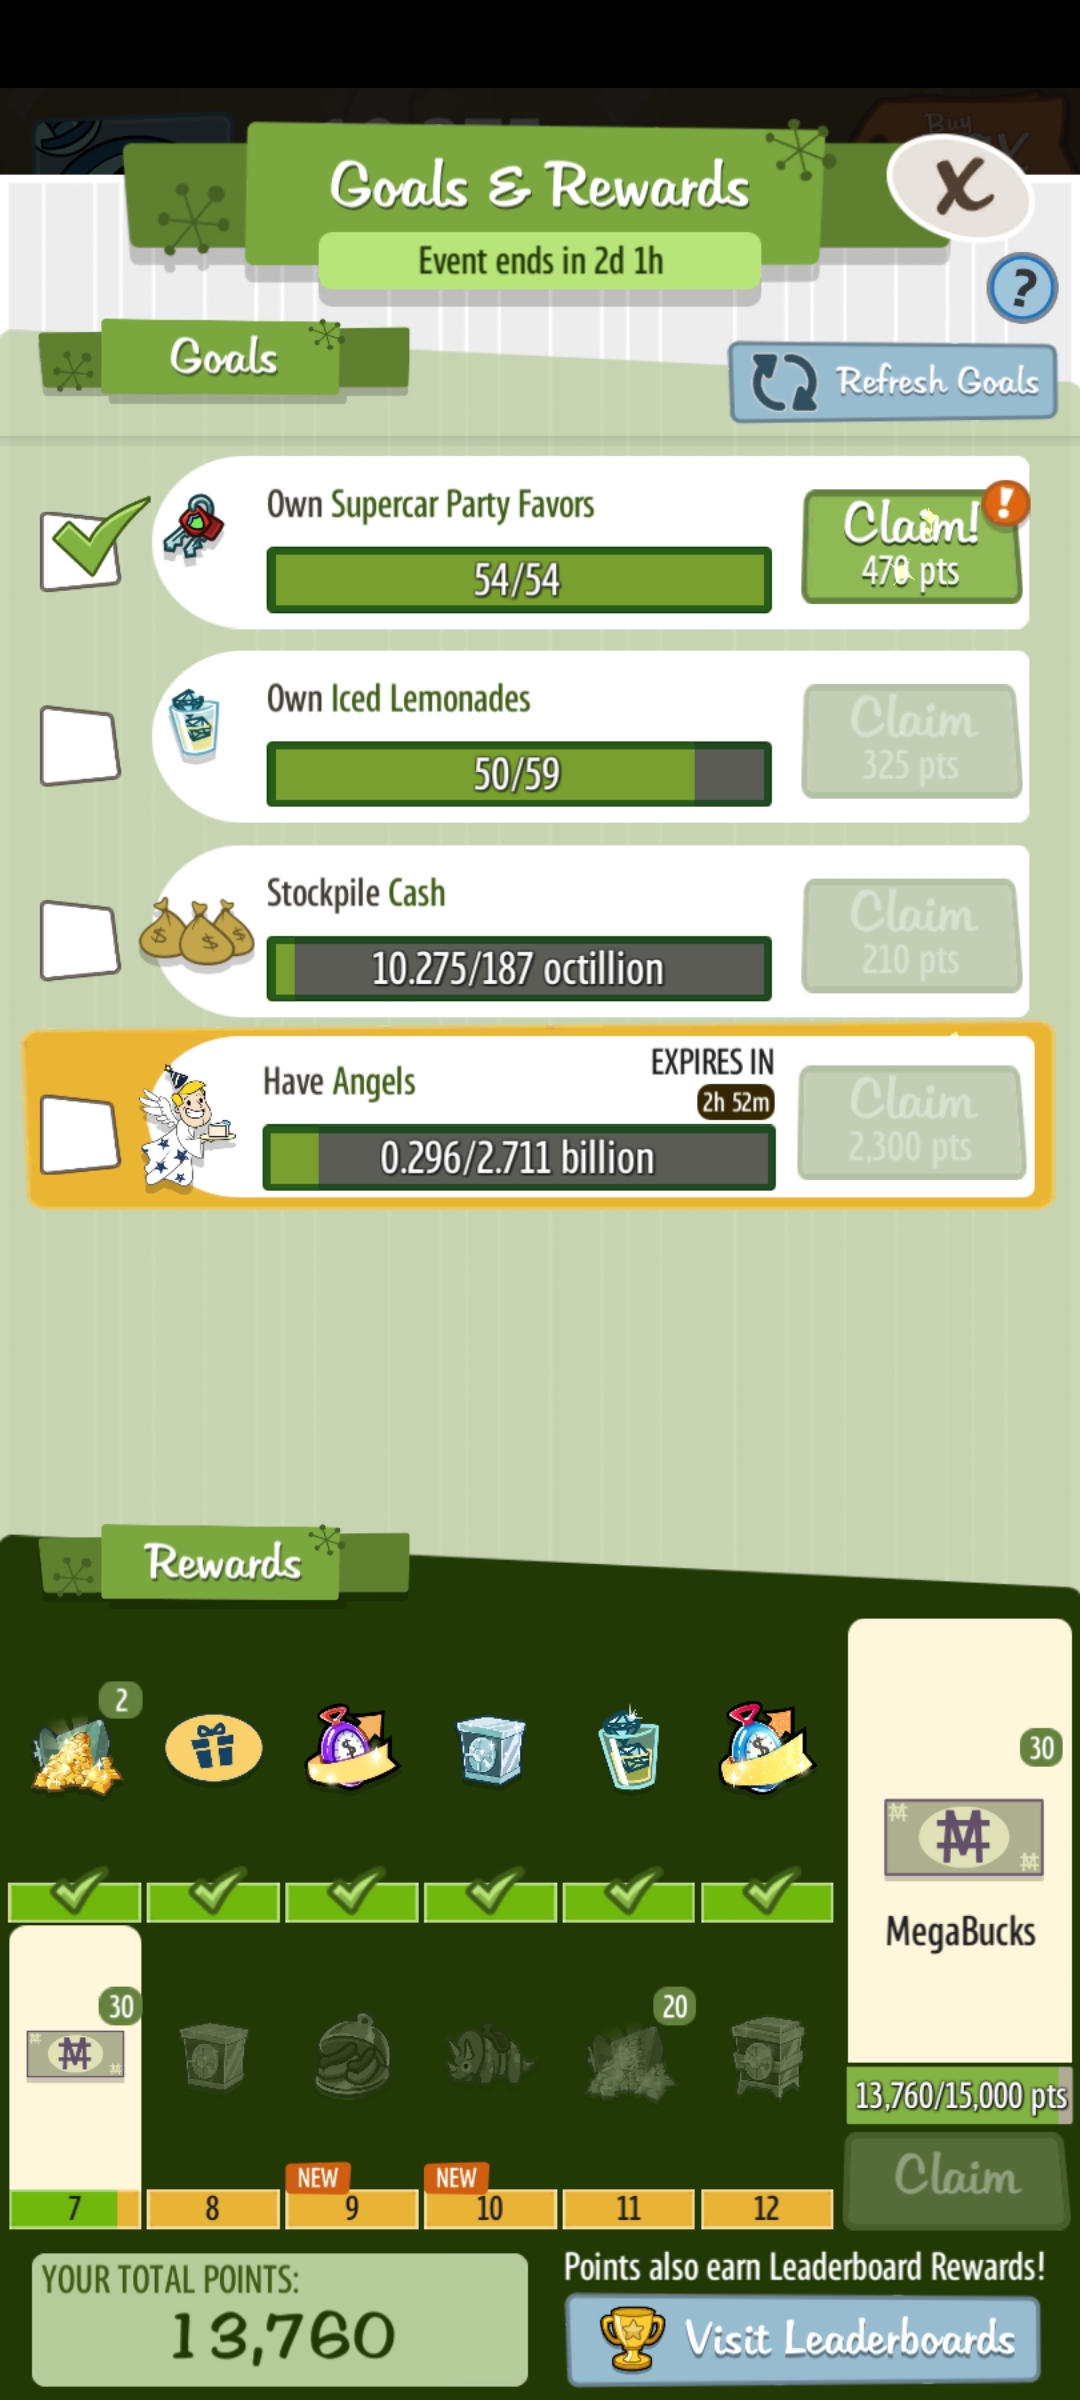 Buy
Goals & Rewards
X
Event ends in 2d 1h
?
Goals
Refresh Goals
Own Supercar Party Favors
54/54
Claim!
!
470 pts
Own Iced Lemonades
50/59
Claim
325 pts
Stockpile Cash
10.275/187 octillion
Claim
210 pts
Have Angels
EXPIRES IN
2h 52m
0.296/2.711 billion
Claim
2,300 pts
Rewards
2
30
MegaBucks
30
20
13,760/15,000 pts
NEW
NEW
7
8
9
10
11
12
Claim
YOUR TOTAL POINTS:
13,760
Points also earn Leaderboard Rewards!
Visit Leaderboards